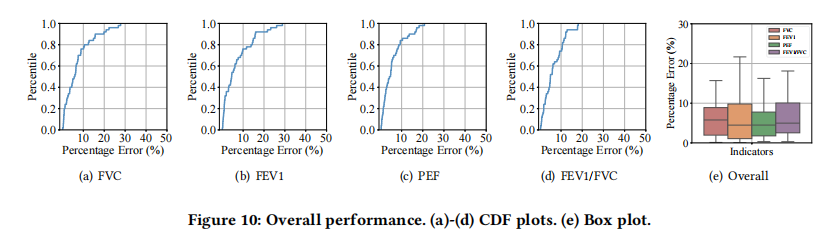 1.0
0.8
0.6
0.4
0.2
0.0
Percentile
10 20 30 40 50
Percentage Error (%)
(a) FVC
1.0
0.8
0.6
0.4
0.2
0.0
Percentile
10 20 30 40 50
Percentage Error (%)
(b) FEV1
1.0
0.8
0.6
0.4
0.2
0.0
Percentile
10 20 30 40 50
Percentage Error (%)
(c) PEF
1.0
0.8
0.6
0.4
0.2
0.0
Percentile
10 20 30 40 50
Percentage Error (%)
(d) FEV1/FVC
30
20
10
0
Percentage Error (%)
FVC
FEV1
PEF
FEV1/FVC
Indicators
(e) Overall
Figure 10: Overall performance. (a)-(d) CDF plots. (e) Box plot.